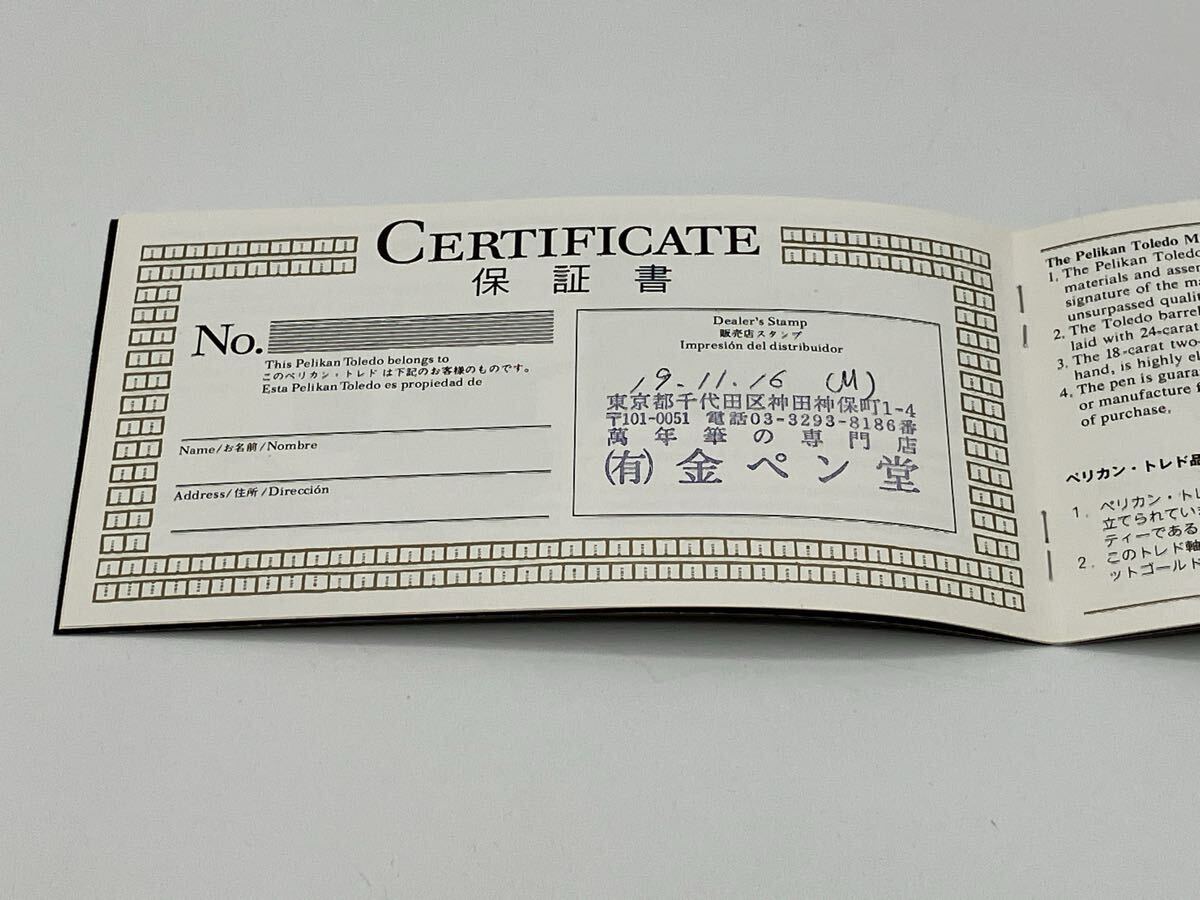 CERTIFICATE
保証書
No.
This Pelikan Toledo belongs to
このペリカン・トレドは下記のお客様のものです。
Esta Pelikan Toledo es propiedad de
Name/お名前/Nombre
Address/住所/Dirección
Dealer's Stamp
販売店スタンプ
Impresión del distribuidor
19.11.16 (M)
東京都千代田区神田神保町1-4
〒101-0051 電話03-3293-8186番
萬年筆の専門店
(有)金ペン堂
The Pelikan Toledo M
1. The Pelikan Toledo
materials and asse
signature of the ma
unsurpassed quali
2. The Toledo barrel
laid with 24-carat
3. The 18-carat two-
hand, is highly el
4. The pen is guara
or manufacture f
of purchase.
ペリカン・トレド品
1. ペリカン・トレ
立てられていま
ティーである
2. このトレド軸
ットゴールド